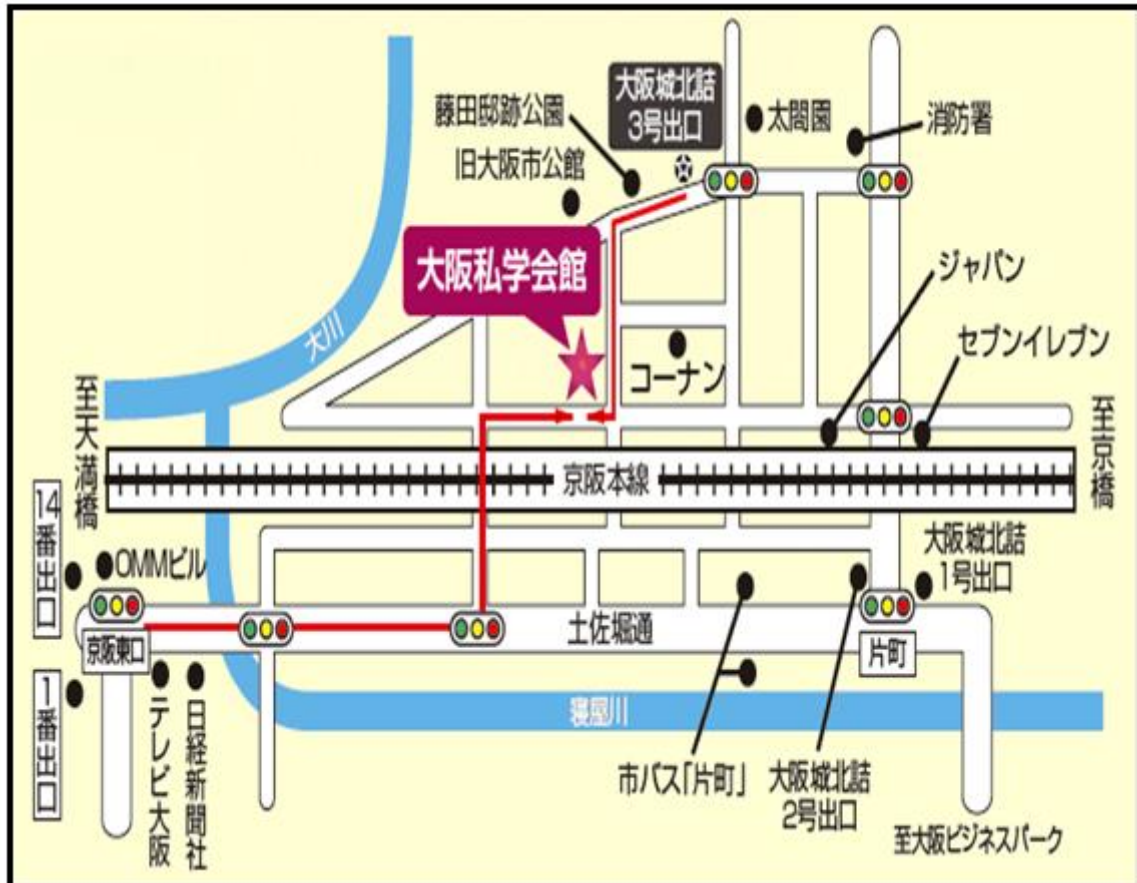 大阪城北詰
3号出口
藤田邸跡公園
太閤園
消防署
旧大阪市公館
大阪私学会館
ジャパン
大川
コーナン
セブンイレブン
至天満橋
至京橋
京阪本線
14番出口
OMMビル
大阪城北詰
1号出口
京阪東口
土佐堀通
片町
1番出口
テレビ大阪
日経新聞社
寝屋川
市バス「片町」
大阪城北詰
2号出口
至大阪ビジネスパーク